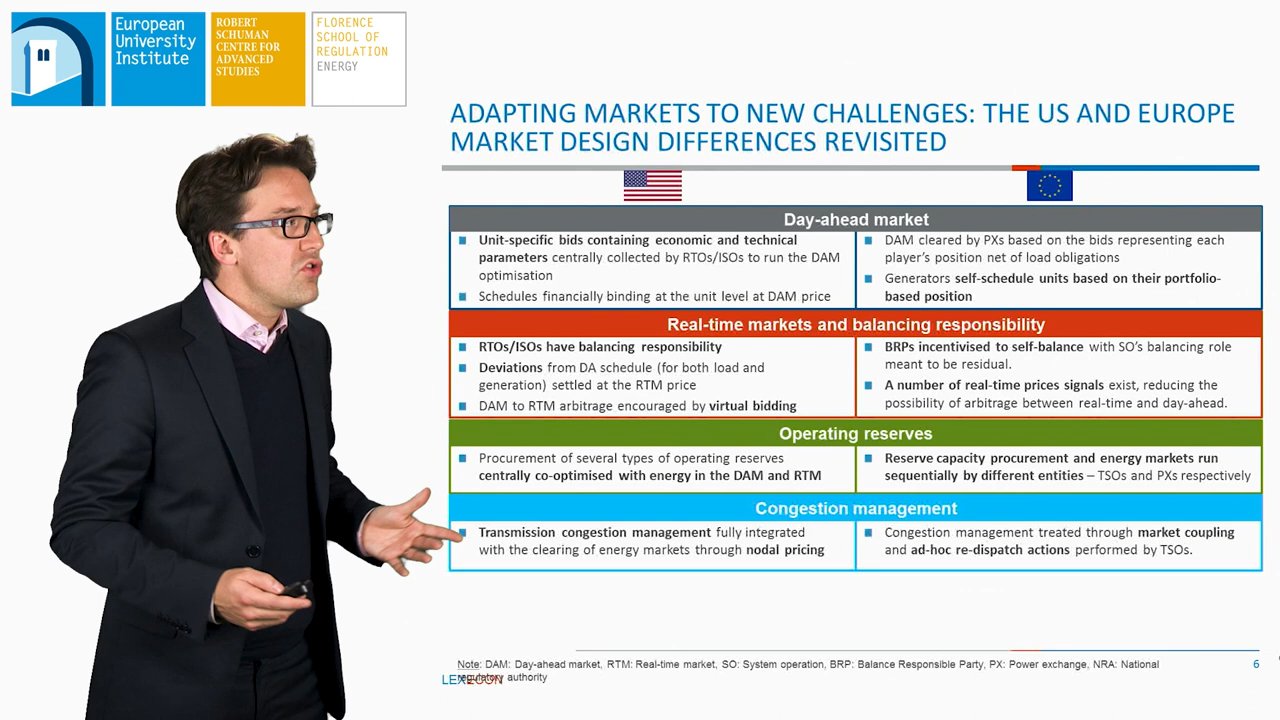 European
University
Institute
ROBERT
SCHUMAN
CENTRE FOR
ADVANCED
STUDIES
FLORENCE
SCHOOL OF
REGULATION
ENERGY
ADAPTING MARKETS TO NEW CHALLENGES: THE US AND EUROPE
MARKET DESIGN DIFFERENCES REVISITED
Day-ahead market
Unit-specific bids containing economic and technical
parameters centrally collected by RTOs/ISOs to run the DAM
optimisation
Schedules financially binding at the unit level at DAM price
DAM cleared by PXs based on the bids representing each
player's position net of load obligations
Generators self-schedule units based on their portfolio-
based position
Real-time markets and balancing responsibility
RTOs/ISOs have balancing responsibility
Deviations from DA schedule (for both load and
generation) settled at the RTM price
DAM to RTM arbitrage encouraged by virtual bidding
BRPs incentivised to self-balance with SO's balancing role
meant to be residual.
A number of real-time prices signals exist, reducing the
possibility of arbitrage between real-time and day-ahead.
Operating reserves
Procurement of several types of operating reserves
centrally co-optimised with energy in the DAM and RTM
Reserve capacity procurement and energy markets run
sequentially by different entities – TSOs and PXs respectively
Congestion management
Transmission congestion management fully integrated
with the clearing of energy markets through nodal pricing
Congestion management treated through market coupling
and ad-hoc re-dispatch actions performed by TSOs.
Note: DAM: Day-ahead market, RTM: Real-time market, SO: System operation, BRP: Balance Responsible Party, PX: Power exchange, NRA: National
regulatory authority
LEXECON
6